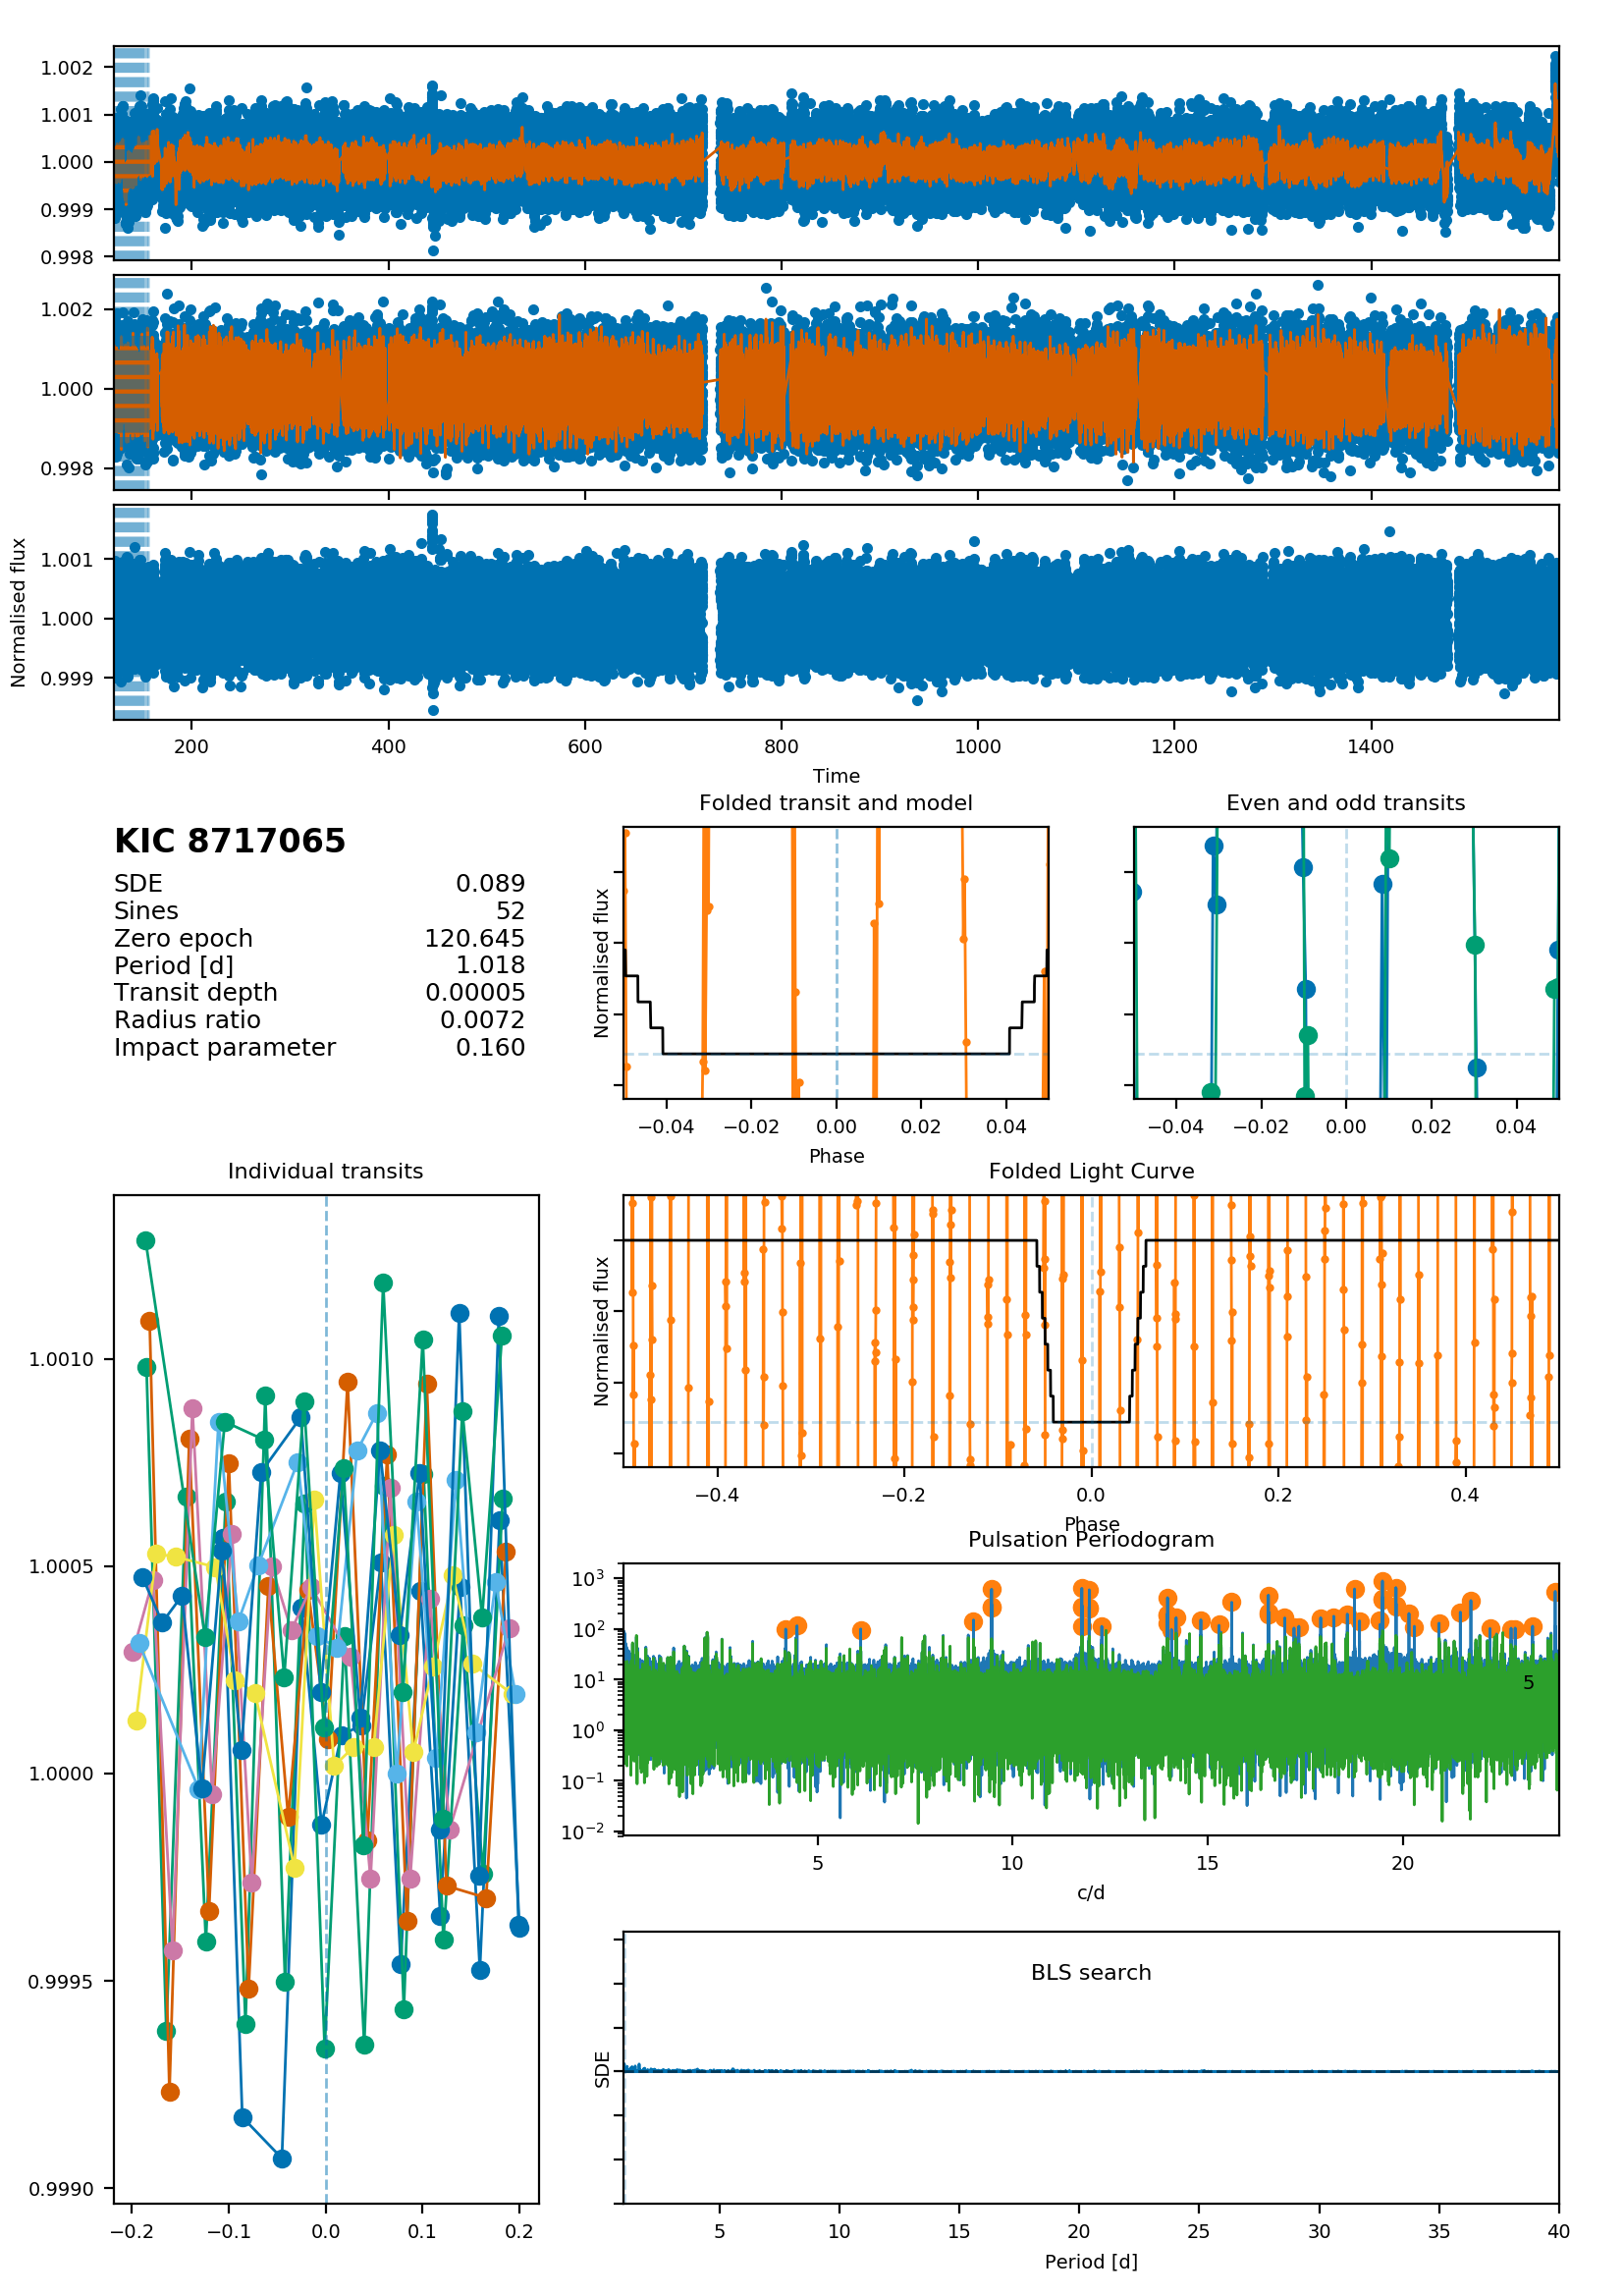 1.002
1.001
1.000
0.999
0.998
1.002
1.000
0.998
Normalised flux
1.001
1.000
0.999
200 400 600 800 1000 1200 1400
Time
KIC 8717065
SDE 0.089
Sines 52
Zero epoch 120.645
Period [d] 1.018
Transit depth 0.00005
Radius ratio 0.0072
Impact parameter 0.160
Folded transit and model
Normalised flux
−0.04 −0.02 0.00 0.02 0.04
Phase
Even and odd transits
−0.04 −0.02 0.00 0.02 0.04
Individual transits
1.0010
1.0005
1.0000
0.9995
0.9990
−0.2 −0.1 0.0 0.1 0.2
Folded Light Curve
Normalised flux
−0.4 −0.2 0.0 0.2 0.4
Phase
Pulsation Periodogram
10³
10²
10¹
10⁰
10⁻¹
10⁻²
5
5 10 15 20
c/d
BLS search
SDE
5 10 15 20 25 30 35 40
Period [d]